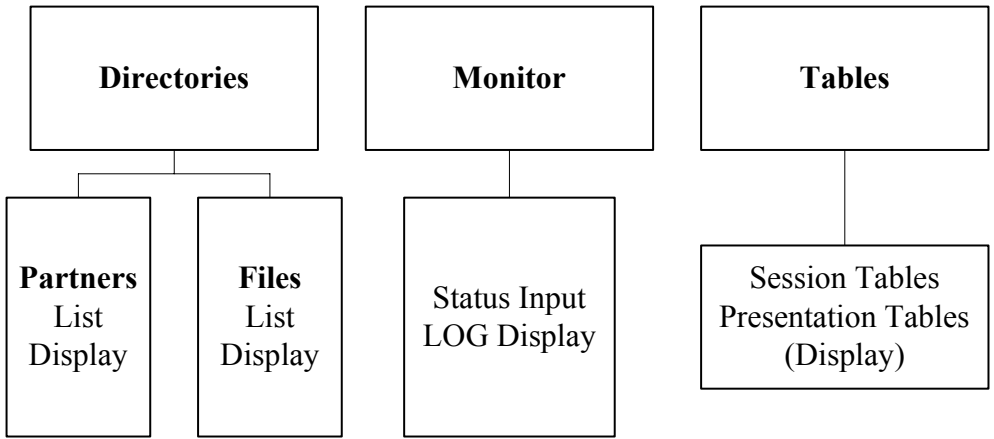 Directories
Monitor
Tables
Partners
List
Display
Files
List
Display
Status Input
LOG Display
Session Tables
Presentation Tables
(Display)